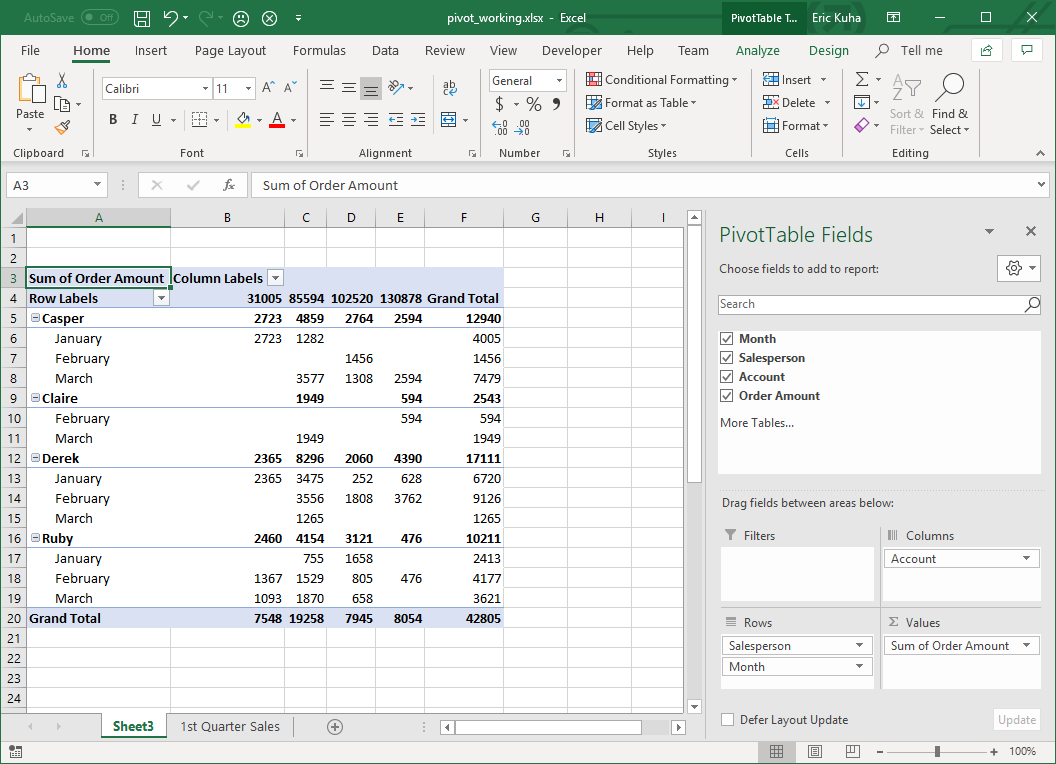 AutoSave Off pivot_working.xlsx - Excel PivotTable T... Eric Kuha
File Home Insert Page Layout Formulas Data Review View Developer Help Team Analyze Design Tell me
Calibri 11 General Conditional Formatting Insert
Paste Format as Table Delete Sort & Find &
B I U A $ % Cell Styles Format Filter Select
Clipboard Font Alignment Number Styles Cells Editing
A3 fx Sum of Order Amount
A B C D E F G H I
1
2
3 Sum of Order Amount Column Labels
4 Row Labels 31005 85594 102520 130878 Grand Total
5 Casper 2723 4859 2764 2594 12940
6 January 2723 1282 4005
7 February 1456 1456
8 March 3577 1308 2594 7479
9 Claire 1949 594 2543
10 February 594 594
11 March 1949 1949
12 Derek 2365 8296 2060 4390 17111
13 January 2365 3475 252 628 6720
14 February 3556 1808 3762 9126
15 March 1265 1265
16 Ruby 2460 4154 3121 476 10211
17 January 755 1658 2413
18 February 1367 1529 805 476 4177
19 March 1093 1870 658 3621
20 Grand Total 7548 19258 7945 8054 42805
21
22
23
24
PivotTable Fields
Choose fields to add to report:
Search
Month
Salesperson
Account
Order Amount
More Tables...
Drag fields between areas below:
Filters
Columns
Account
Rows
Salesperson
Month
Σ Values
Sum of Order Amount
Defer Layout Update Update
Sheet3 1st Quarter Sales
100%